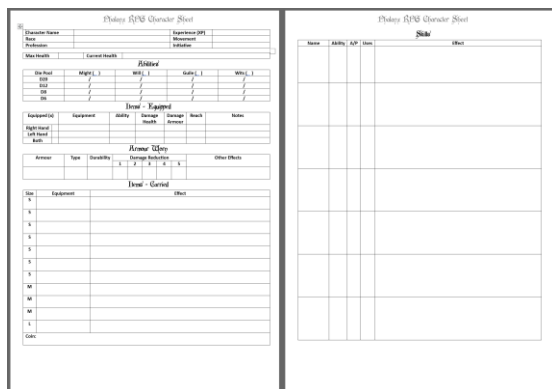 Phalanx RPG Character Sheet
Character Name Experience (XP)
Race Movement
Profession Initiative
Max Health Current Health
Abilities
Die Pool Might (_) Will (_) Guile (_) Wits (_)
D20 / / / /
D12 / / / /
D8 / / / /
D6 / / / /
Items - Equipped
Equipped (x) Equipment Ability Damage Health Damage Armour Reach Notes
Right Hand
Left Hand
Both
Armour Worn
Armour Type Durability Damage Reduction Other Effects
1 2 3 4 5
Items - Carried
Size Equipment Effect
S
S
S
S
S
S
S
M
M
M
L
Coin:
Phalanx RPG Character Sheet
Skills
Name Ability A/P Uses Effect